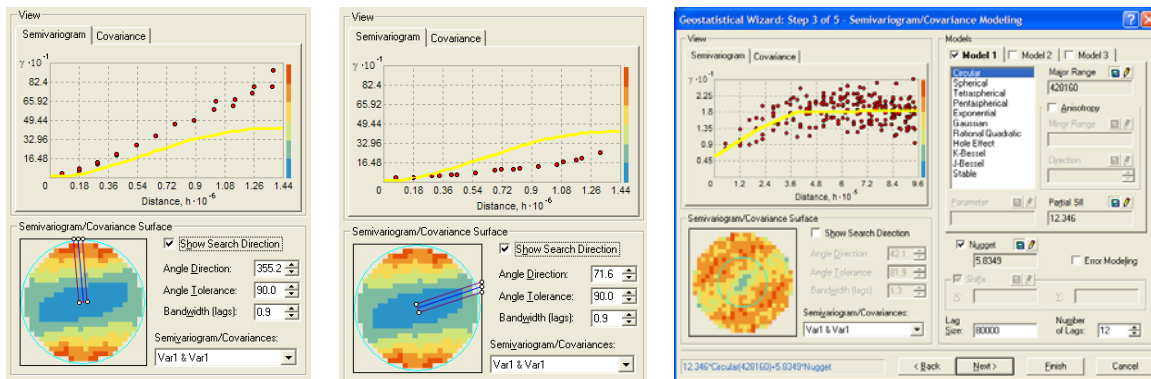 View
Semivariogram Covariance
γ·10⁻¹
82.4
65.92
49.44
32.96
16.48
0 0.18 0.36 0.54 0.72 0.9 1.08 1.26 1.44
Distance, h·10⁻⁶
Semivariogram/Covariance Surface
Show Search Direction
Angle Direction: 355.2
Angle Tolerance: 90.0
Bandwidth (lags): 0.9
Semivariogram/Covariances:
Var1 & Var1
View
Semivariogram Covariance
γ·10⁻¹
82.4
65.92
49.44
32.96
16.48
0 0.18 0.36 0.54 0.72 0.9 1.08 1.26 1.44
Distance, h·10⁻⁶
Semivariogram/Covariance Surface
Show Search Direction
Angle Direction: 71.6
Angle Tolerance: 90.0
Bandwidth (lags): 0.9
Semivariogram/Covariances:
Var1 & Var1
Geostatistical Wizard: Step 3 of 5 - Semivariogram/Covariance Modeling
View
Semivariogram Covariance
γ·10⁻¹
2.25
1.8
1.35
0.9
0.45
0 1.2 2.4 3.6 4.8 6 7.2 8.4 9.6
Distance, h·10⁻⁵
Semivariogram/Covariance Surface
Show Search Direction
Angle Direction: 42.1
Angle Tolerance:
Bandwidth (lags): 1.3
Semivariogram/Covariances:
Var1 & Var1
Models
Model 1 Model 2 Model 3
Circular
Spherical
Tetraspherical
Pentaspherical
Exponential
Gaussian
Rational Quadratic
Hole Effect
K-Bessel
J-Bessel
Stable
Major Range
428160
Anisotropy
Minor Range
Direction
Parameter
Partial Sill
12.346
Nugget
5.8349
Error Modeling
Shifts
X: Y:
Lag Size: 80000
Number of Lags: 12
12.346*Circular(428160)+5.8349*Nugget
< Back Next > Finish Cancel